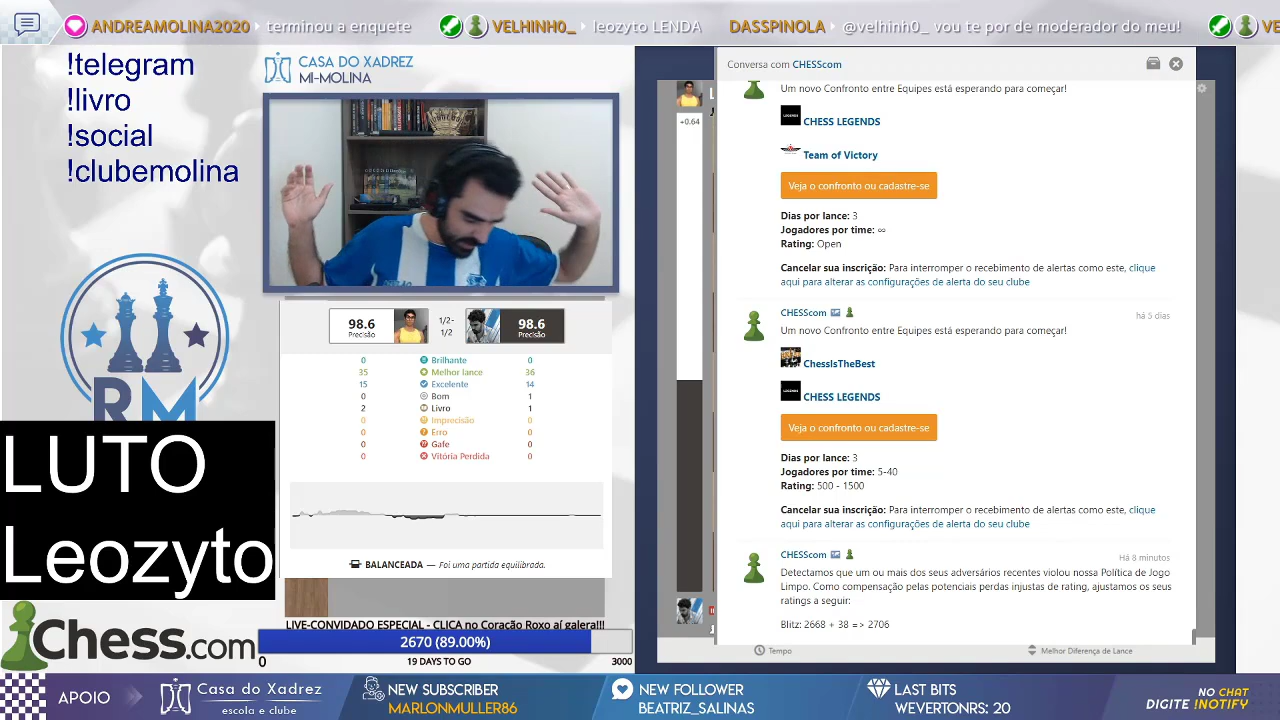 ANDREAMOLINA2020 terminou a enquete VELHINH0_ leozyto LENDA DASSPINOLA @velhinh0_ vou te por de moderador do meu! VE
!telegram
!livro
!social
!clubemolina
CASA DO XADREZ
MI-MOLINA
RM
LUTO
Leozyto
Chess.com
98.6
Precisão
1/2-
1/2
98.6
Precisão
0 Brilhante 0
35 Melhor lance 36
15 Excelente 14
0 Bom 1
2 Livro 1
0 Imprecisão 0
0 Erro 0
0 Gafe 0
0 Vitória Perdida 0
BALANCEADA — Foi uma partida equilibrada.
LIVE-CONVIDADO ESPECIAL - CLICA no Coração Roxo aí galera!!!
2670 (89.00%)
0 19 DAYS TO GO 3000
+0.64
Conversa com CHESScom
Um novo Confronto entre Equipes está esperando para começar!
CHESS LEGENDS
Team of Victory
Veja o confronto ou cadastre-se
Dias por lance: 3
Jogadores por time: ∞
Rating: Open
Cancelar sua inscrição: Para interromper o recebimento de alertas como este, clique
aqui para alterar as configurações de alerta do seu clube
CHESScom há 5 dias
Um novo Confronto entre Equipes está esperando para começar!
ChessIsTheBest
CHESS LEGENDS
Veja o confronto ou cadastre-se
Dias por lance: 3
Jogadores por time: 5-40
Rating: 500 - 1500
Cancelar sua inscrição: Para interromper o recebimento de alertas como este, clique
aqui para alterar as configurações de alerta do seu clube
CHESScom Há 8 minutos
Detectamos que um ou mais dos seus adversários recentes violou nossa Política de Jogo
Limpo. Como compensação pelas potenciais perdas injustas de rating, ajustamos os seus
ratings a seguir:
Blitz: 2668 + 38 => 2706
Tempo Melhor Diferença de Lance
APOIO
Casa do Xadrez
escola e clube
NEW SUBSCRIBER
MARLONMULLER86
NEW FOLLOWER
BEATRIZ_SALINAS
LAST BITS
WEVERTONRS: 20
NO CHAT
DIGITE !NOTIFY